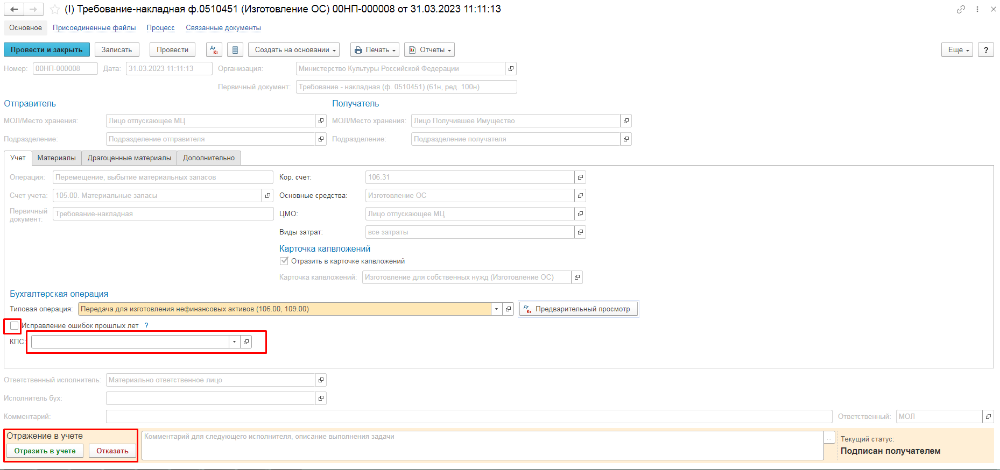 (!) Требование-накладная ф.0510451 (Изготовление ОС) 00НП-000008 от 31.03.2023 11:11:13
Основное Присоединенные файлы Процесс Связанные документы
Провести и закрыть Записать Провести Дт Кт Создать на основании Печать Отчеты Еще ?
Номер: 00НП-000008 Дата: 31.03.2023 11:11:13 Организация: Министерство Культуры Российской Федерации
Первичный документ: Требование - накладная (ф. 0510451) (61н, ред. 100н)
Отправитель Получатель
МОЛ/Место хранения: Лицо отпускающее МЦ МОЛ/Место хранения: Лицо Получившее Имущество
Подразделение: Подразделение отправителя Подразделение: Подразделение получателя
Учет Материалы Драгоценные материалы Дополнительно
Операция: Перемещение, выбытие материальных запасов Кор. счет: 106.31
Счет учета: 105.00. Материальные запасы Основные средства: Изготовление ОС
Первичный документ: Требование-накладная ЦМО: Лицо отпускающее МЦ
Виды затрат: все затраты
Карточка капвложений
Отразить в карточке капвложений
Карточка капвложений: Изготовление для собственных нужд (Изготовление ОС)
Бухгалтерская операция
Типовая операция: Передача для изготовления нефинансовых активов (106.00, 109.00) Дт Кт Предварительный просмотр
Исправление ошибок прошлых лет ?
КПС:
Ответственный исполнитель: Материально ответственное лицо
Исполнитель бух:
Комментарий: Ответственный: МОЛ
Отражение в учете Комментарий для следующего исполнителя, описание выполнения задачи ... Текущий статус:
Отразить в учете Отказать Подписан получателем